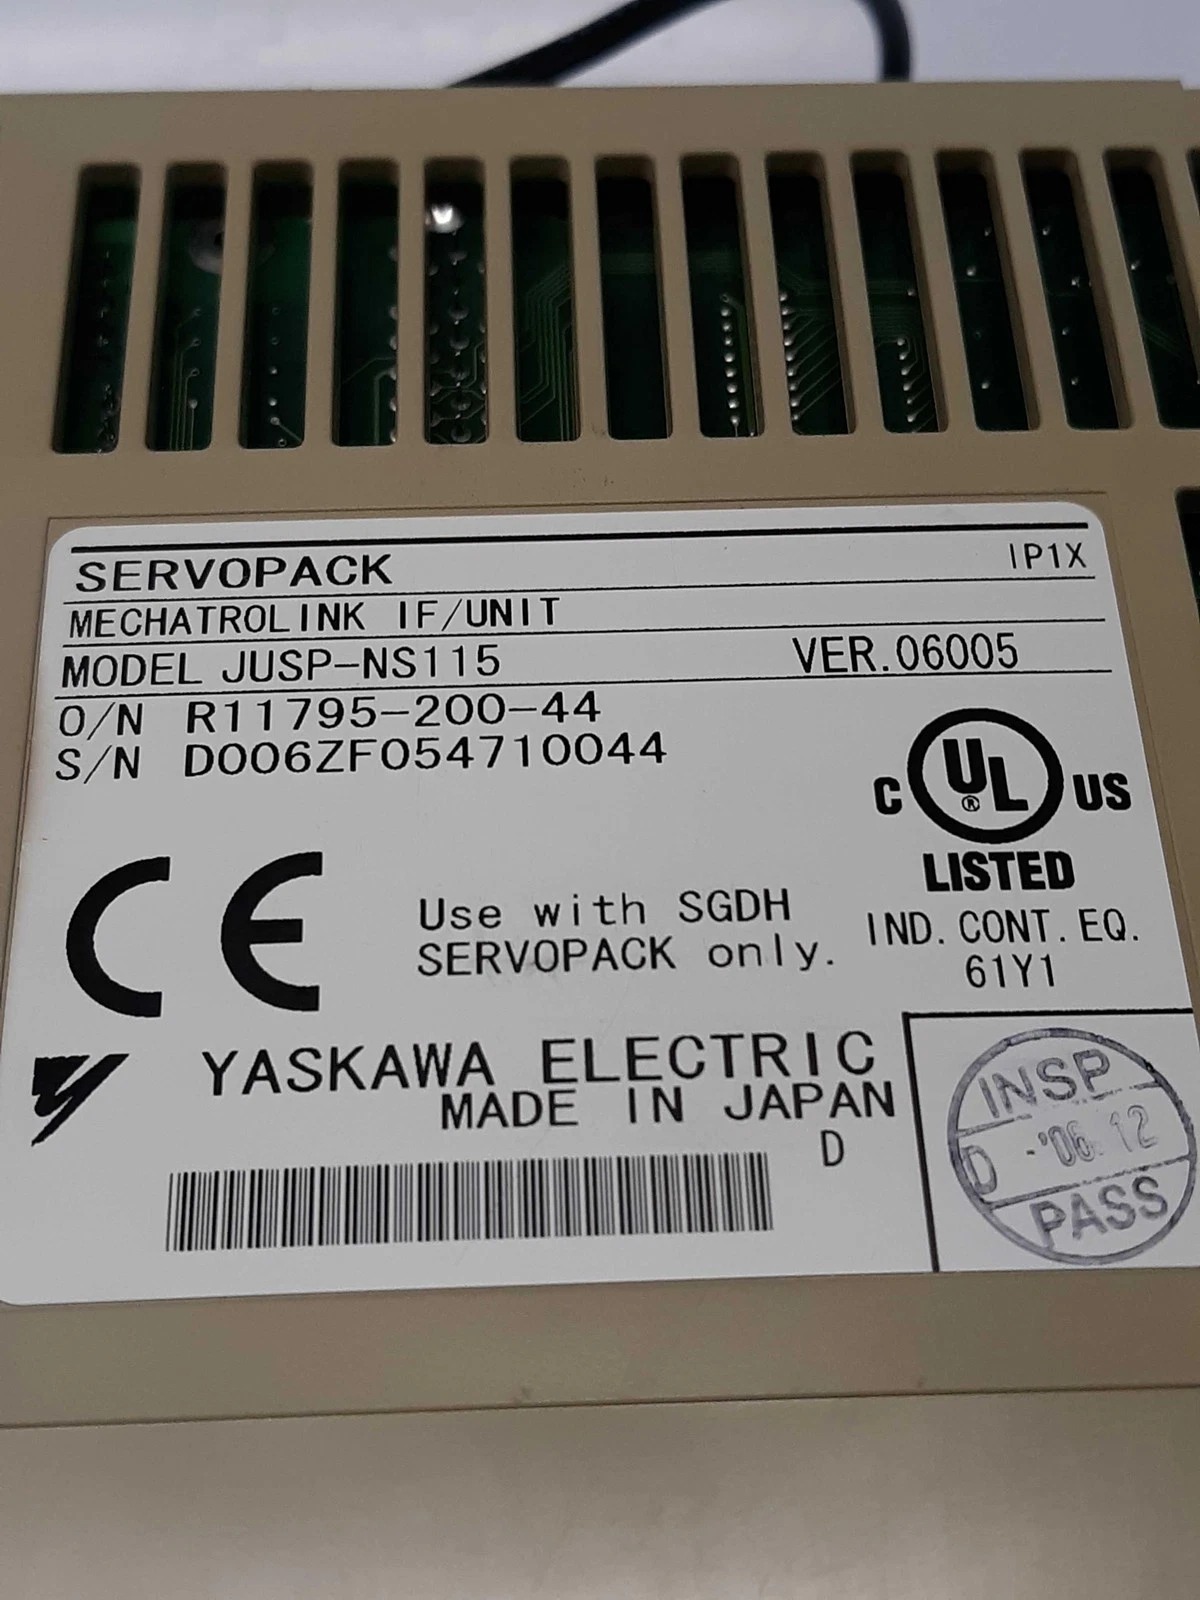 SERVOPACK IP1X
MECHATROLINK IF/UNIT
MODEL JUSP-NS115 VER.06005
O/N R11795-200-44
S/N D006ZF054710044
C UL® US
LISTED
IND. CONT. EQ.
61Y1
CE
Use with SGDH
SERVOPACK only.
YASKAWA ELECTRIC
MADE IN JAPAN
D
INSP
D -'06.12
PASS